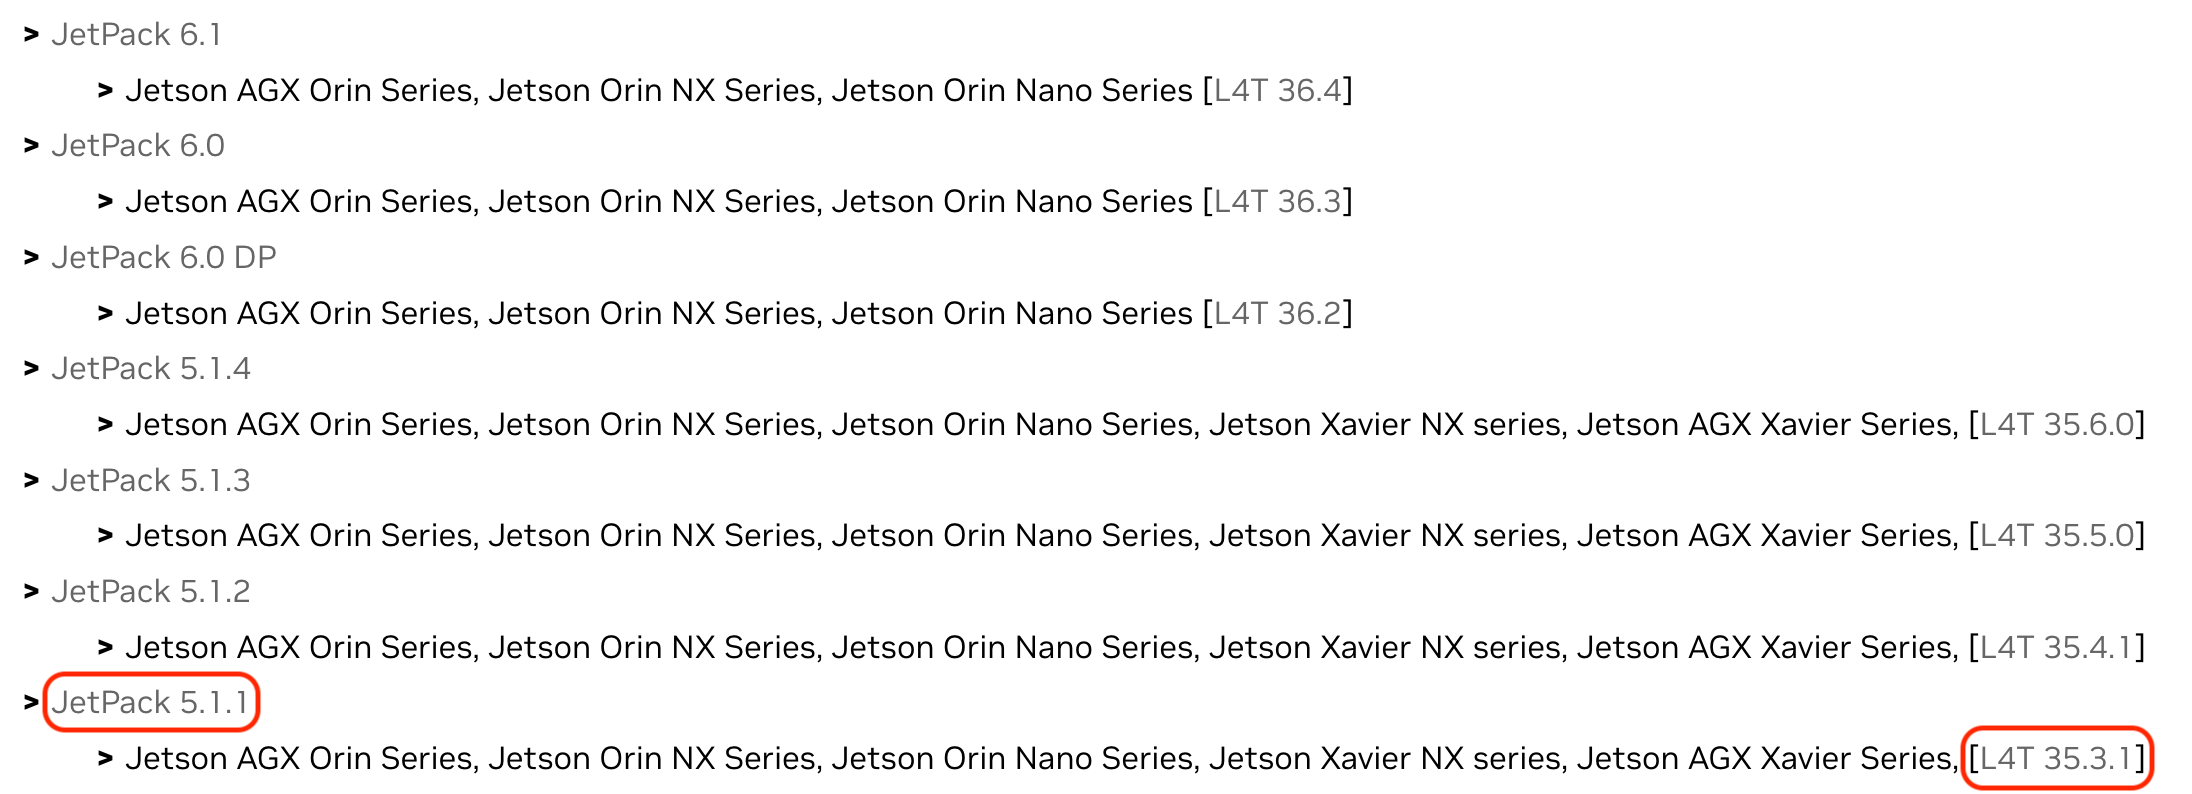 > JetPack 6.1
> Jetson AGX Orin Series, Jetson Orin NX Series, Jetson Orin Nano Series [L4T 36.4]
> JetPack 6.0
> Jetson AGX Orin Series, Jetson Orin NX Series, Jetson Orin Nano Series [L4T 36.3]
> JetPack 6.0 DP
> Jetson AGX Orin Series, Jetson Orin NX Series, Jetson Orin Nano Series [L4T 36.2]
> JetPack 5.1.4
> Jetson AGX Orin Series, Jetson Orin NX Series, Jetson Orin Nano Series, Jetson Xavier NX series, Jetson AGX Xavier Series, [L4T 35.6.0]
> JetPack 5.1.3
> Jetson AGX Orin Series, Jetson Orin NX Series, Jetson Orin Nano Series, Jetson Xavier NX series, Jetson AGX Xavier Series, [L4T 35.5.0]
> JetPack 5.1.2
> Jetson AGX Orin Series, Jetson Orin NX Series, Jetson Orin Nano Series, Jetson Xavier NX series, Jetson AGX Xavier Series, [L4T 35.4.1]
> JetPack 5.1.1
> Jetson AGX Orin Series, Jetson Orin NX Series, Jetson Orin Nano Series, Jetson Xavier NX series, Jetson AGX Xavier Series, [L4T 35.3.1]